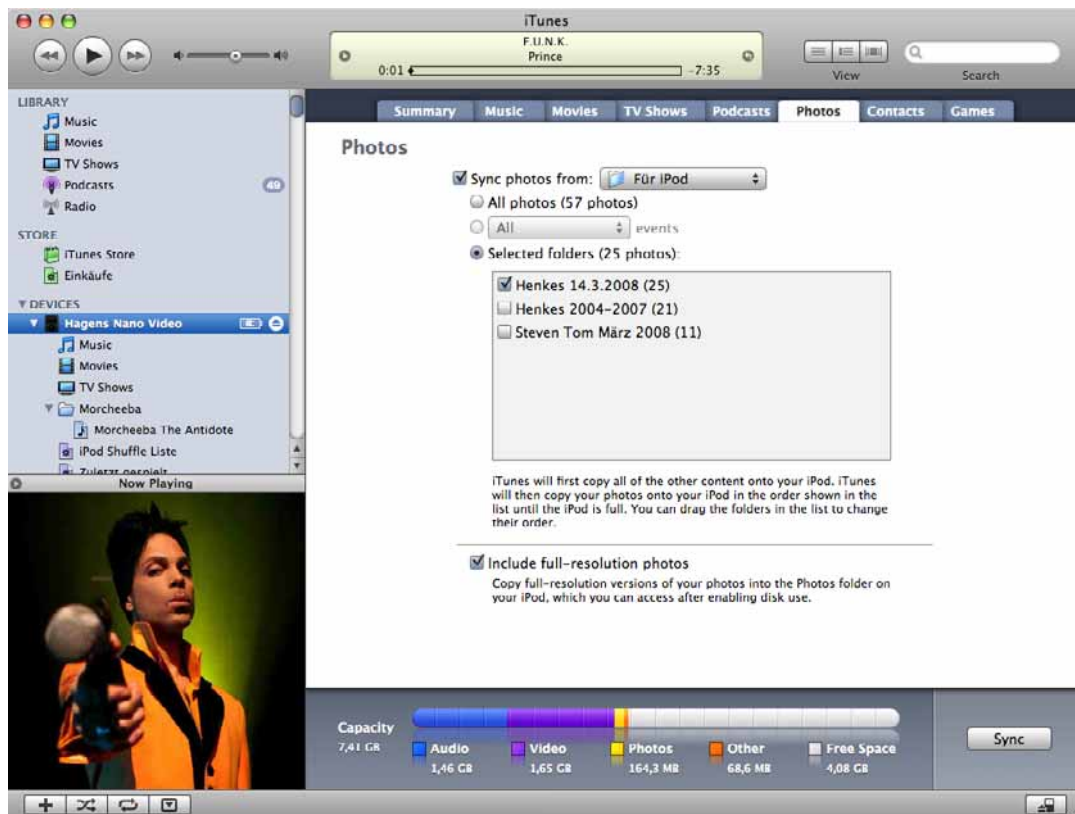 iTunes
F.U.N.K.
Prince
0:01 -7:35
View Search
LIBRARY
Music
Movies
TV Shows
Podcasts 49
Radio
STORE
iTunes Store
Einkäufe
DEVICES
Hagens Nano Video
Music
Movies
TV Shows
Morcheeba
Morcheeba The Antidote
iPod Shuffle Liste
Zuletzt gespielt
Now Playing
Summary Music Movies TV Shows Podcasts Photos Contacts Games
Photos
Sync photos from: Für iPod
All photos (57 photos)
All events
Selected folders (25 photos):
Henkes 14.3.2008 (25)
Henkes 2004-2007 (21)
Steven Tom März 2008 (11)
iTunes will first copy all of the other content onto your iPod. iTunes
will then copy your photos onto your iPod in the order shown in the
list until the iPod is full. You can drag the folders in the list to change
their order.
Include full-resolution photos
Copy full-resolution versions of your photos into the Photos folder on
your iPod, which you can access after enabling disk use.
Capacity
7,41 GB
Audio Video Photos Other Free Space
1,46 GB 1,65 GB 164,3 MB 68,6 MB 4,08 GB
Sync